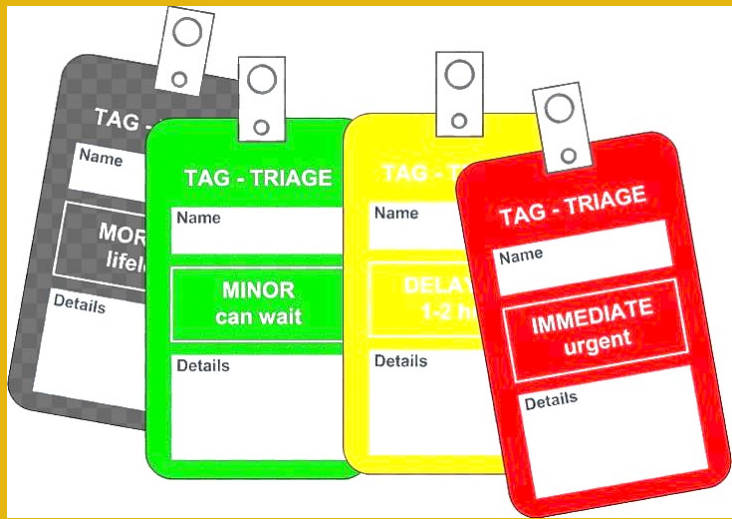 TAG -
Name
MOR
lifel
Details
TAG - TRIAGE
Name
MINOR
can wait
Details
TAG - T
Name
DELAY
1-2 h
Details
TAG - TRIAGE
Name
IMMEDIATE
urgent
Details